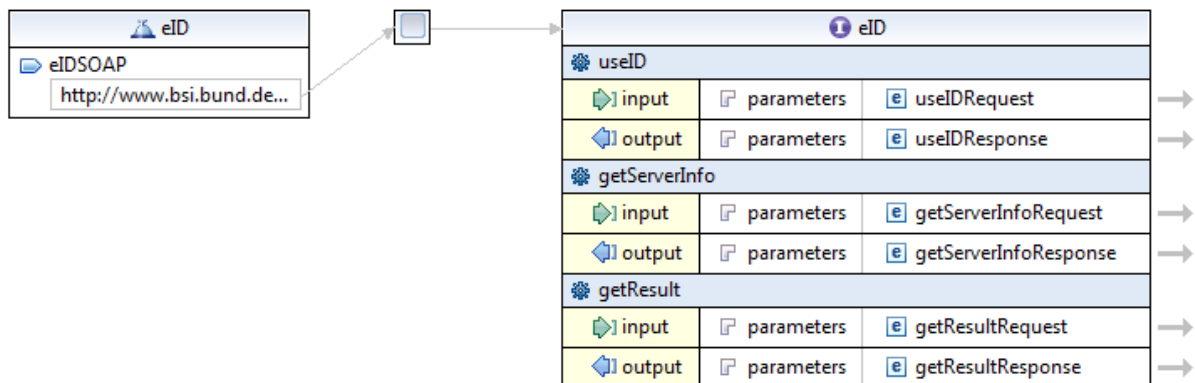 eID
eIDSOAP
http://www.bsi.bund.de...
eID
useID
input parameters useIDRequest
output parameters useIDResponse
getServerInfo
input parameters getServerInfoRequest
output parameters getServerInfoResponse
getResult
input parameters getResultRequest
output parameters getResultResponse